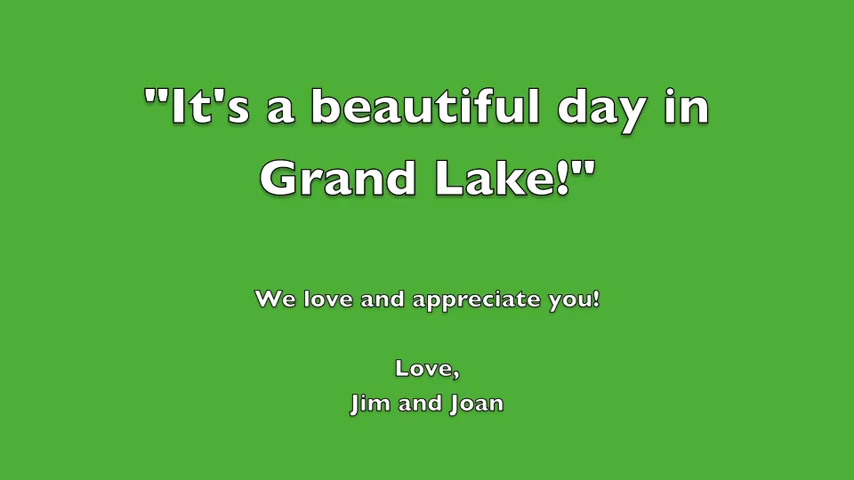 "It's a beautiful day in
Grand Lake!"
We love and appreciate you!
Love,
Jim and Joan